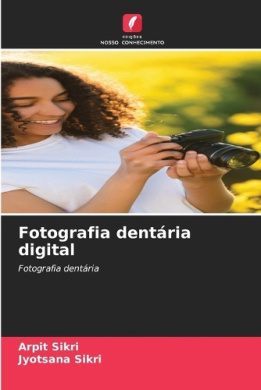 edições
NOSSO CONHECIMENTO
Fotografia dentária
digital
Fotografia dentária
Arpit Sikri
Jyotsana Sikri